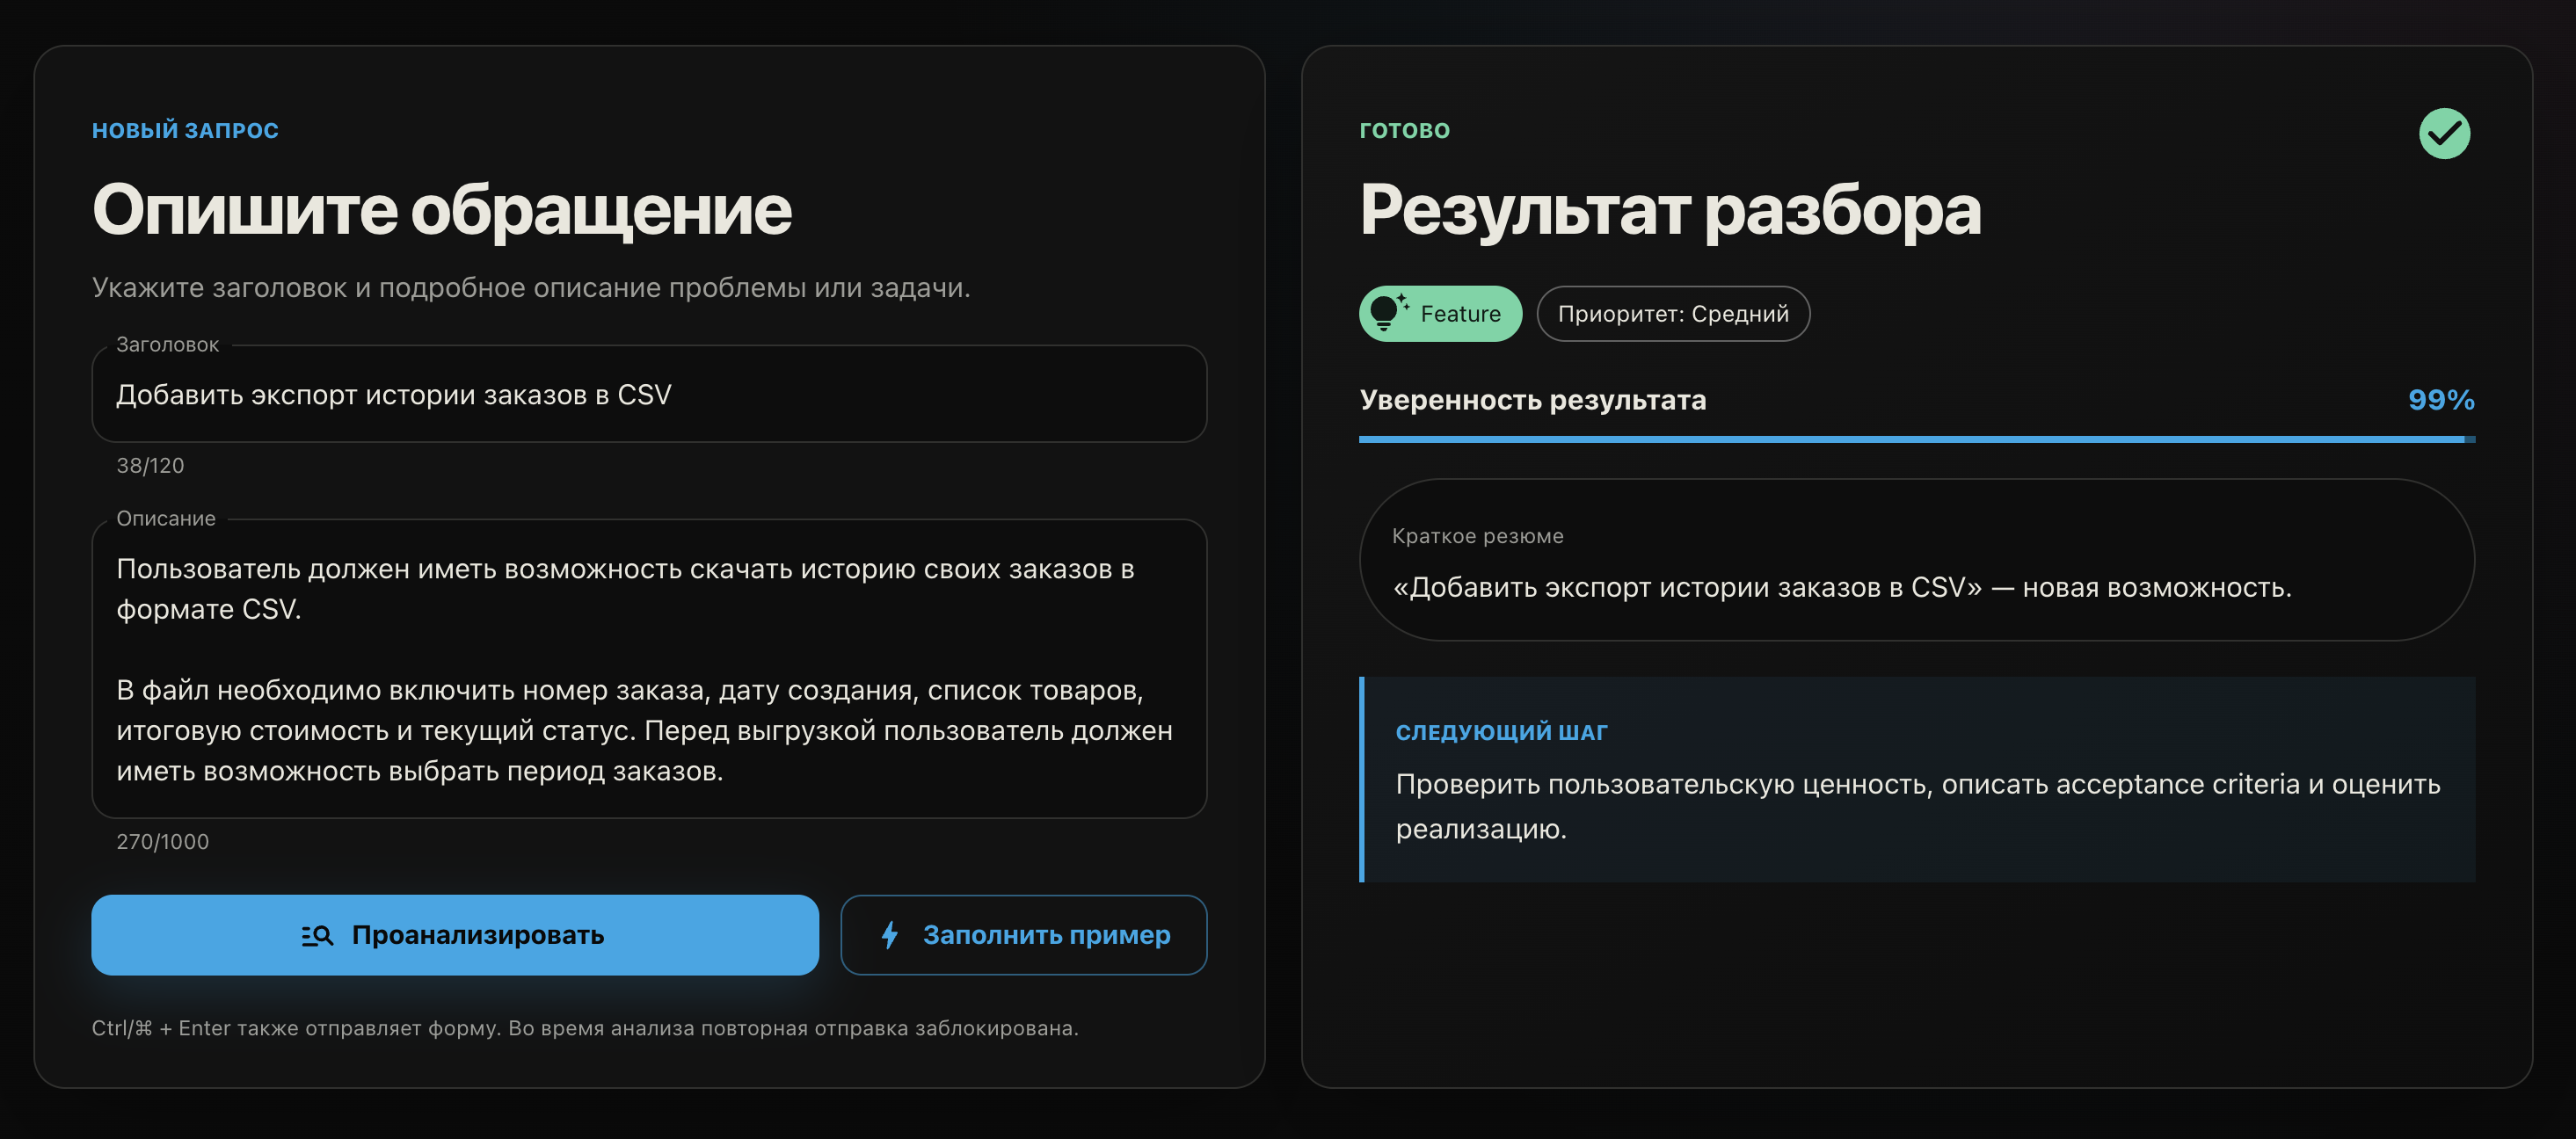 НОВЫЙ ЗАПРОС
Опишите обращение
Укажите заголовок и подробное описание проблемы или задачи.
Заголовок
Добавить экспорт истории заказов в CSV
38/120
Описание
Пользователь должен иметь возможность скачать историю своих заказов в
формате CSV.
В файл необходимо включить номер заказа, дату создания, список товаров,
итоговую стоимость и текущий статус. Перед выгрузкой пользователь должен
иметь возможность выбрать период заказов.
270/1000
Проанализировать
Заполнить пример
Ctrl/⌘ + Enter также отправляет форму. Во время анализа повторная отправка заблокирована.
ГОТОВО
Результат разбора
Feature
Приоритет: Средний
Уверенность результата
99%
Краткое резюме
«Добавить экспорт истории заказов в CSV» — новая возможность.
СЛЕДУЮЩИЙ ШАГ
Проверить пользовательскую ценность, описать acceptance criteria и оценить
реализацию.